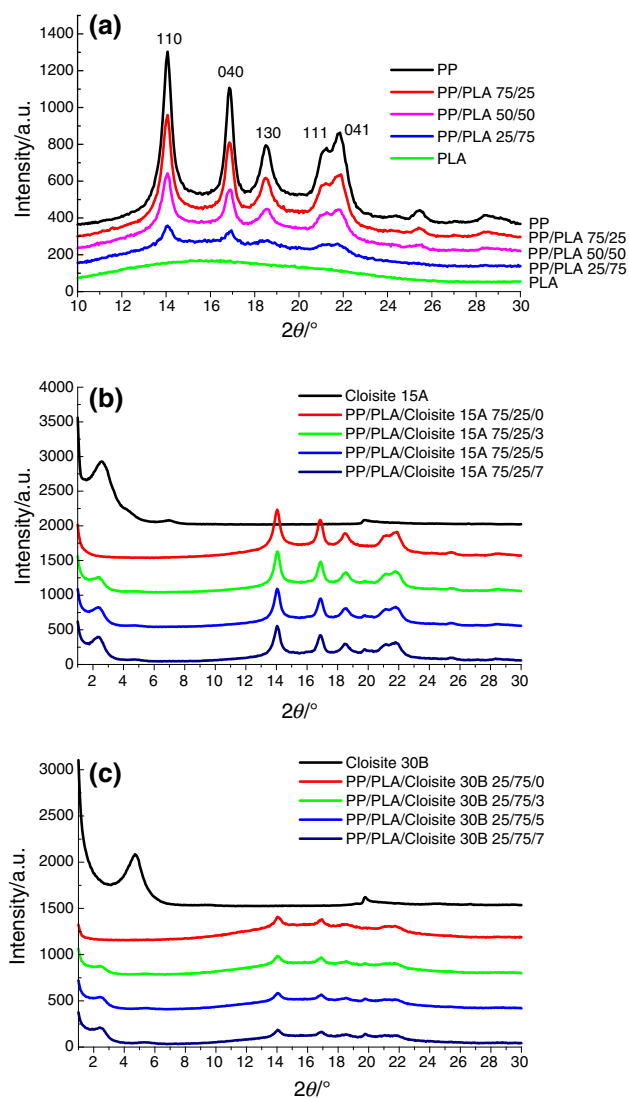 (a)
Intensity/a.u.
1400
1200
1000
800
600
400
200
0
110
040
130
111
041
PP
PP/PLA 75/25
PP/PLA 50/50
PP/PLA 25/75
PLA
PP
PP/PLA 75/25
PP/PLA 50/50
PP/PLA 25/75
PLA
10 12 14 16 18 20 22 24 26 28 30
2θ/°
(b)
Intensity/a.u.
4000
3500
3000
2500
2000
1500
1000
500
0
Cloisite 15A
PP/PLA/Cloisite 15A 75/25/0
PP/PLA/Cloisite 15A 75/25/3
PP/PLA/Cloisite 15A 75/25/5
PP/PLA/Cloisite 15A 75/25/7
2 4 6 8 10 12 14 16 18 20 22 24 26 28 30
2θ/°
(c)
Intensity/a.u.
3000
2500
2000
1500
1000
500
0
Cloisite 30B
PP/PLA/Cloisite 30B 25/75/0
PP/PLA/Cloisite 30B 25/75/3
PP/PLA/Cloisite 30B 25/75/5
PP/PLA/Cloisite 30B 25/75/7
2 4 6 8 10 12 14 16 18 20 22 24 26 28 30
2θ/°